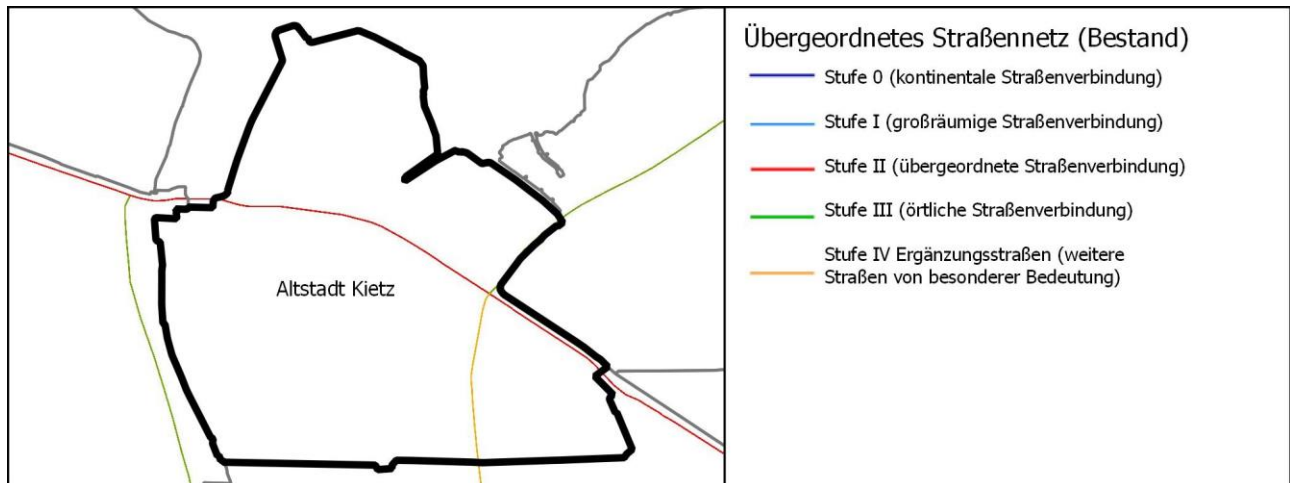 Altstadt Kietz
Übergeordnetes Straßennetz (Bestand)
Stufe 0 (kontinentale Straßenverbindung)
Stufe I (großräumige Straßenverbindung)
Stufe II (übergeordnete Straßenverbindung)
Stufe III (örtliche Straßenverbindung)
Stufe IV Ergänzungsstraßen (weitere
Straßen von besonderer Bedeutung)